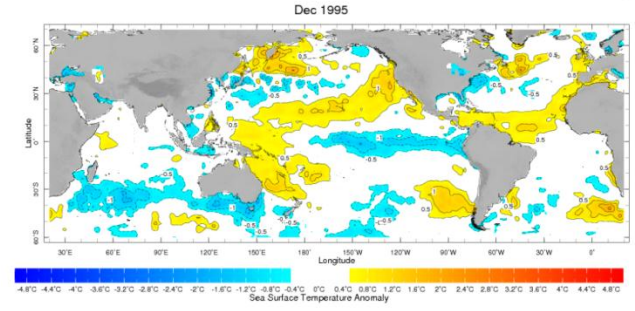 Dec 1995
60°N
30°N
0°
30°S
60°S
Latitude
30°E 60°E 90°E 120°E 150°E 180° 150°W 120°W 90°W 60°W 30°W 0°
Longitude
-4.8°C -4.4°C -4°C -3.6°C -3.2°C -2.8°C -2.4°C -2°C -1.6°C -1.2°C -0.8°C -0.4°C 0°C 0.4°C 0.8°C 1.2°C 1.6°C 2°C 2.4°C 2.8°C 3.2°C 3.6°C 4°C 4.4°C 4.8°C
Sea Surface Temperature Anomaly